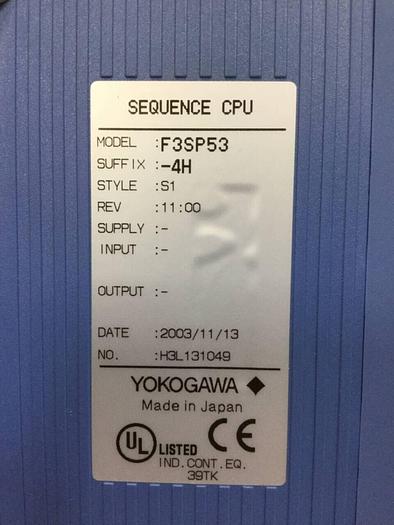 SEQUENCE CPU
MODEL :F3SP53
SUFFIX :-4H
STYLE :S1
REV :11:00
SUPPLY :-
INPUT :-
OUTPUT :-
DATE :2003/11/13
NO. :H3L131049
YOKOGAWA ◆
Made in Japan
UL LISTED CE
IND.CONT.EQ.
39TK